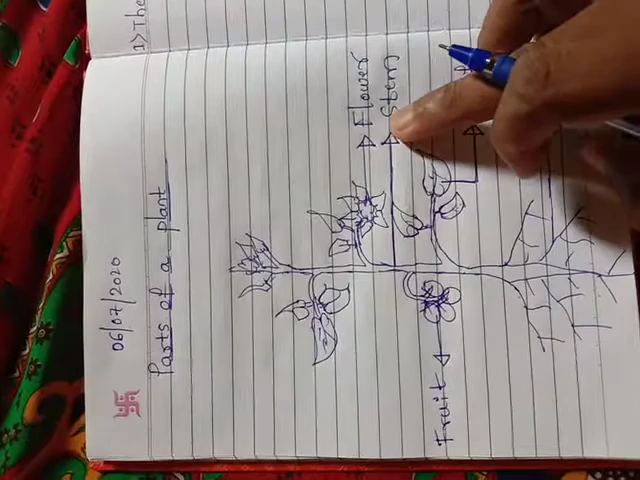 06/07/2020
Parts of a plant
Flower
Stem
Fruit
1> The